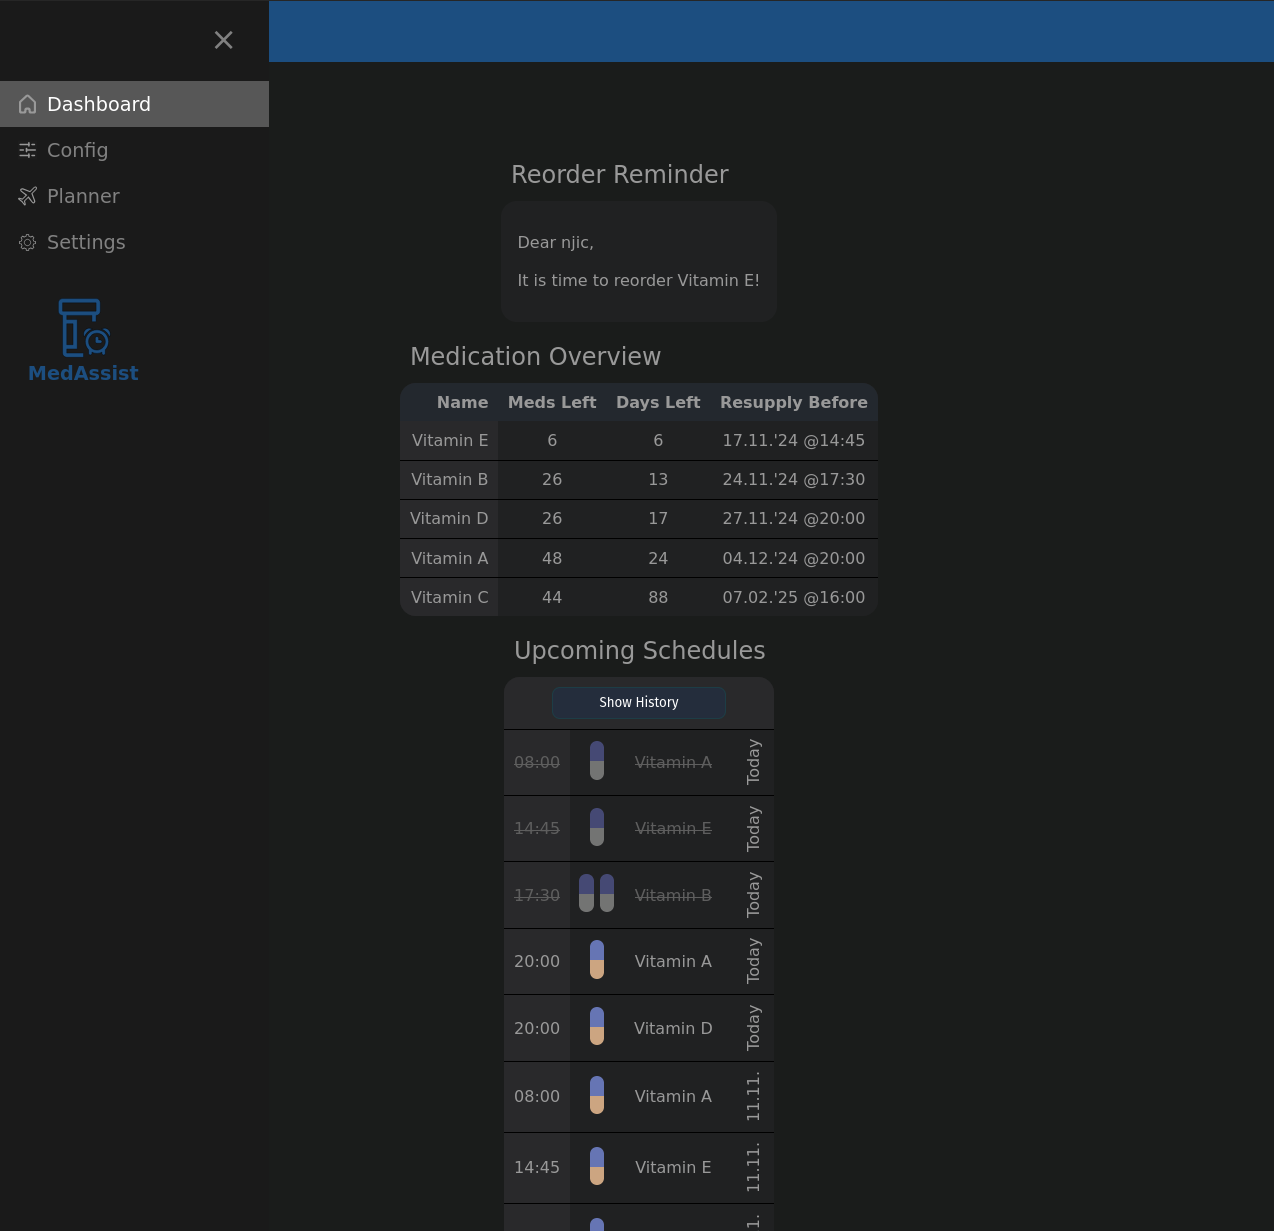 Dashboard
Config
Planner
Settings
MedAssist
Reorder Reminder
Dear njic,
It is time to reorder Vitamin E!
Medication Overview
Name Meds Left Days Left Resupply Before
Vitamin E 6 6 17.11.'24 @14:45
Vitamin B 26 13 24.11.'24 @17:30
Vitamin D 26 17 27.11.'24 @20:00
Vitamin A 48 24 04.12.'24 @20:00
Vitamin C 44 88 07.02.'25 @16:00
Upcoming Schedules
Show History
08:00 Vitamin A Today
14:45 Vitamin E Today
17:30 Vitamin B Today
20:00 Vitamin A Today
20:00 Vitamin D Today
08:00 Vitamin A 11.11.
14:45 Vitamin E 11.11.